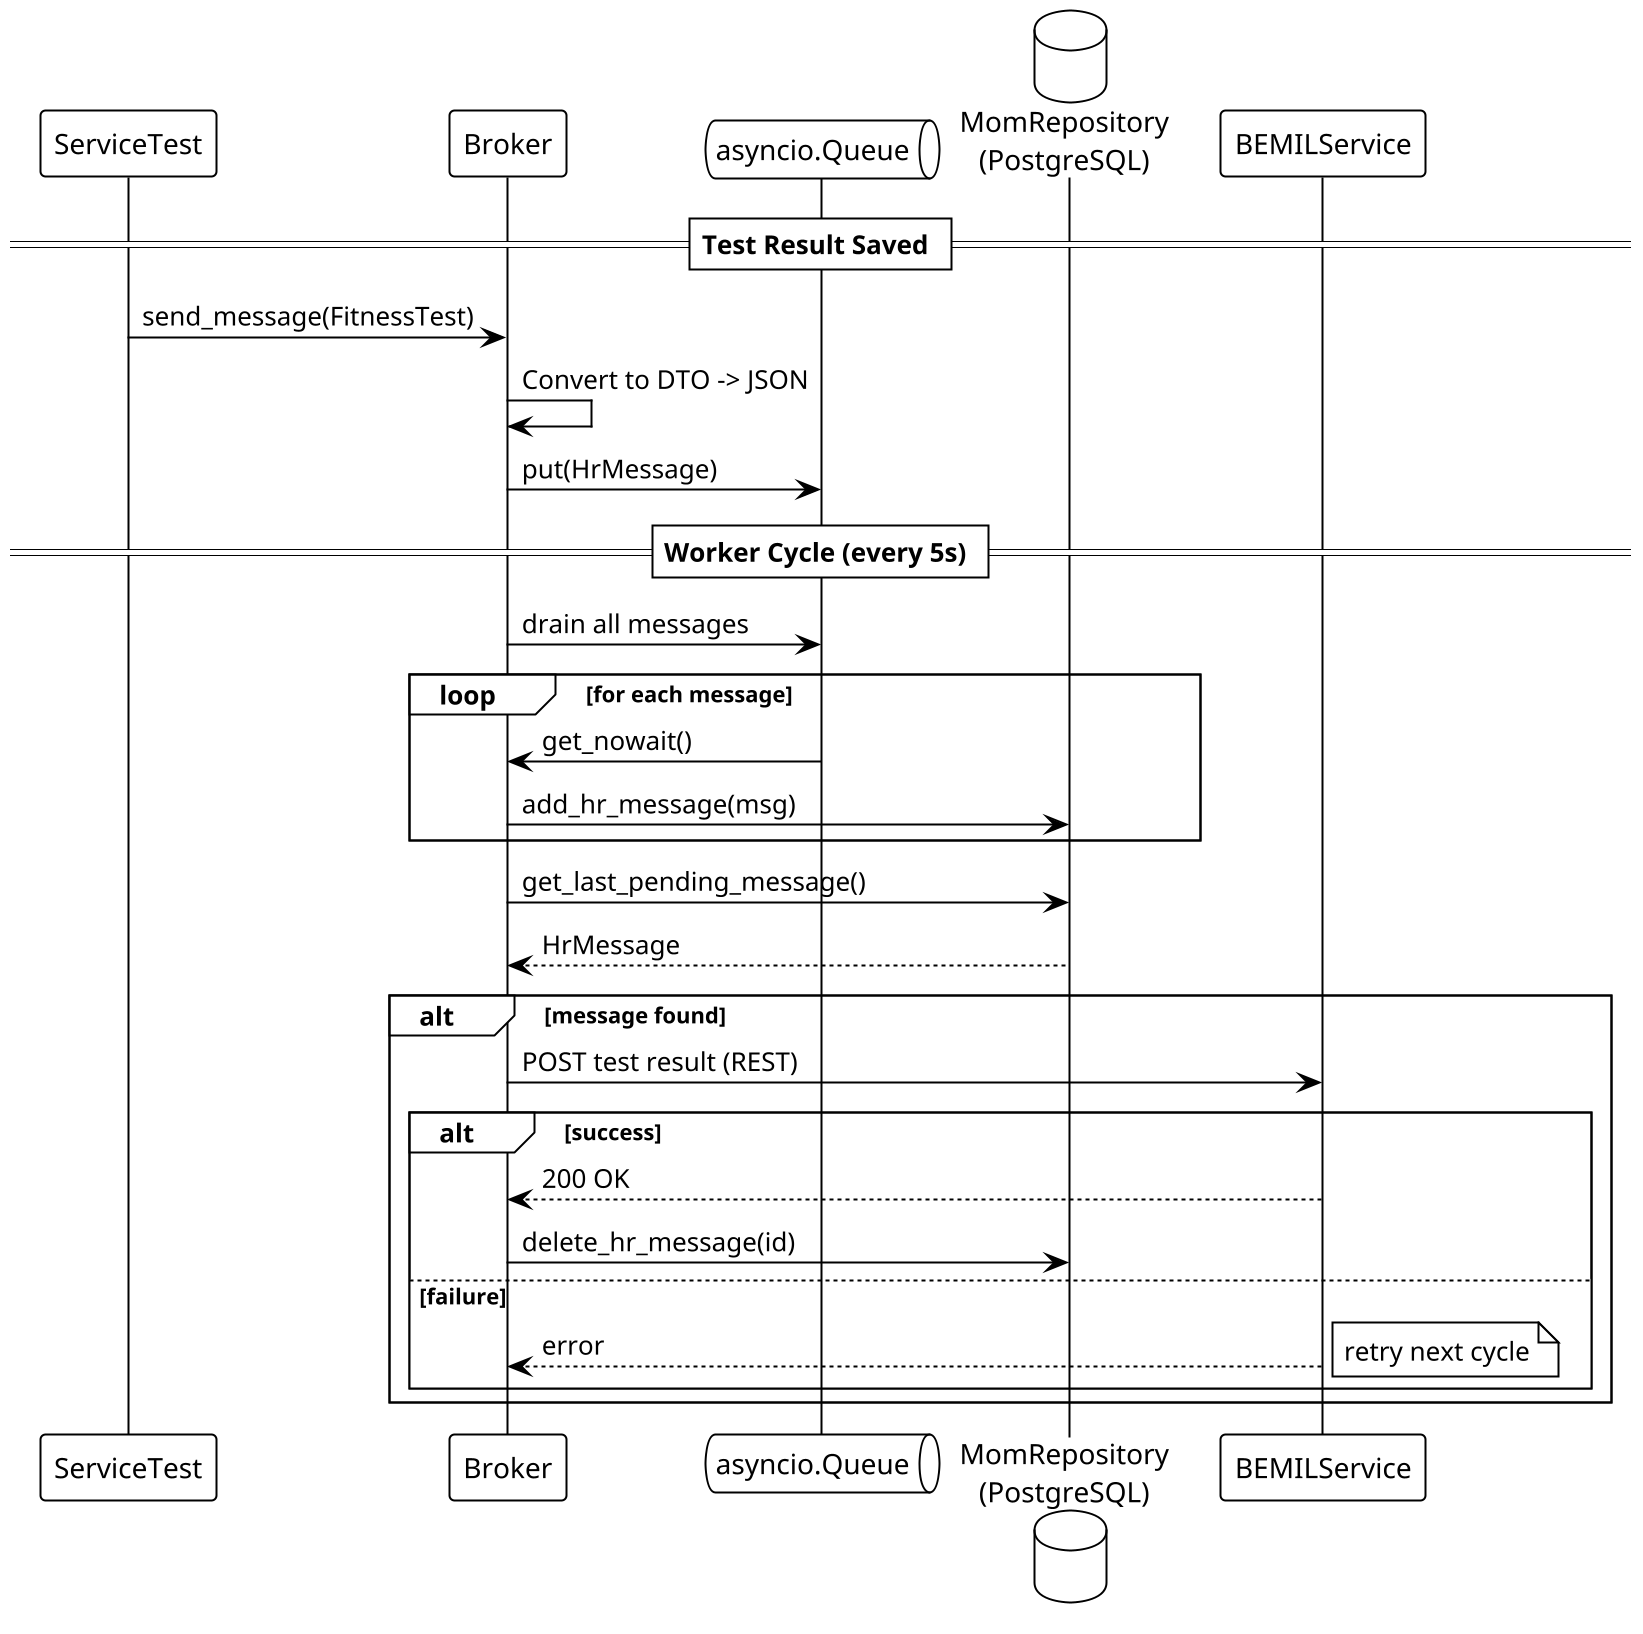 ServiceTest
Broker
asyncio.Queue
MomRepository
(PostgreSQL)
BEMILService
Test Result Saved
send_message(FitnessTest)
Convert to DTO -> JSON
put(HrMessage)
Worker Cycle (every 5s)
drain all messages
loop [for each message]
get_nowait()
add_hr_message(msg)
get_last_pending_message()
HrMessage
alt [message found]
POST test result (REST)
alt [success]
200 OK
delete_hr_message(id)
[failure]
error
retry next cycle
ServiceTest
Broker
asyncio.Queue
MomRepository
(PostgreSQL)
BEMILService